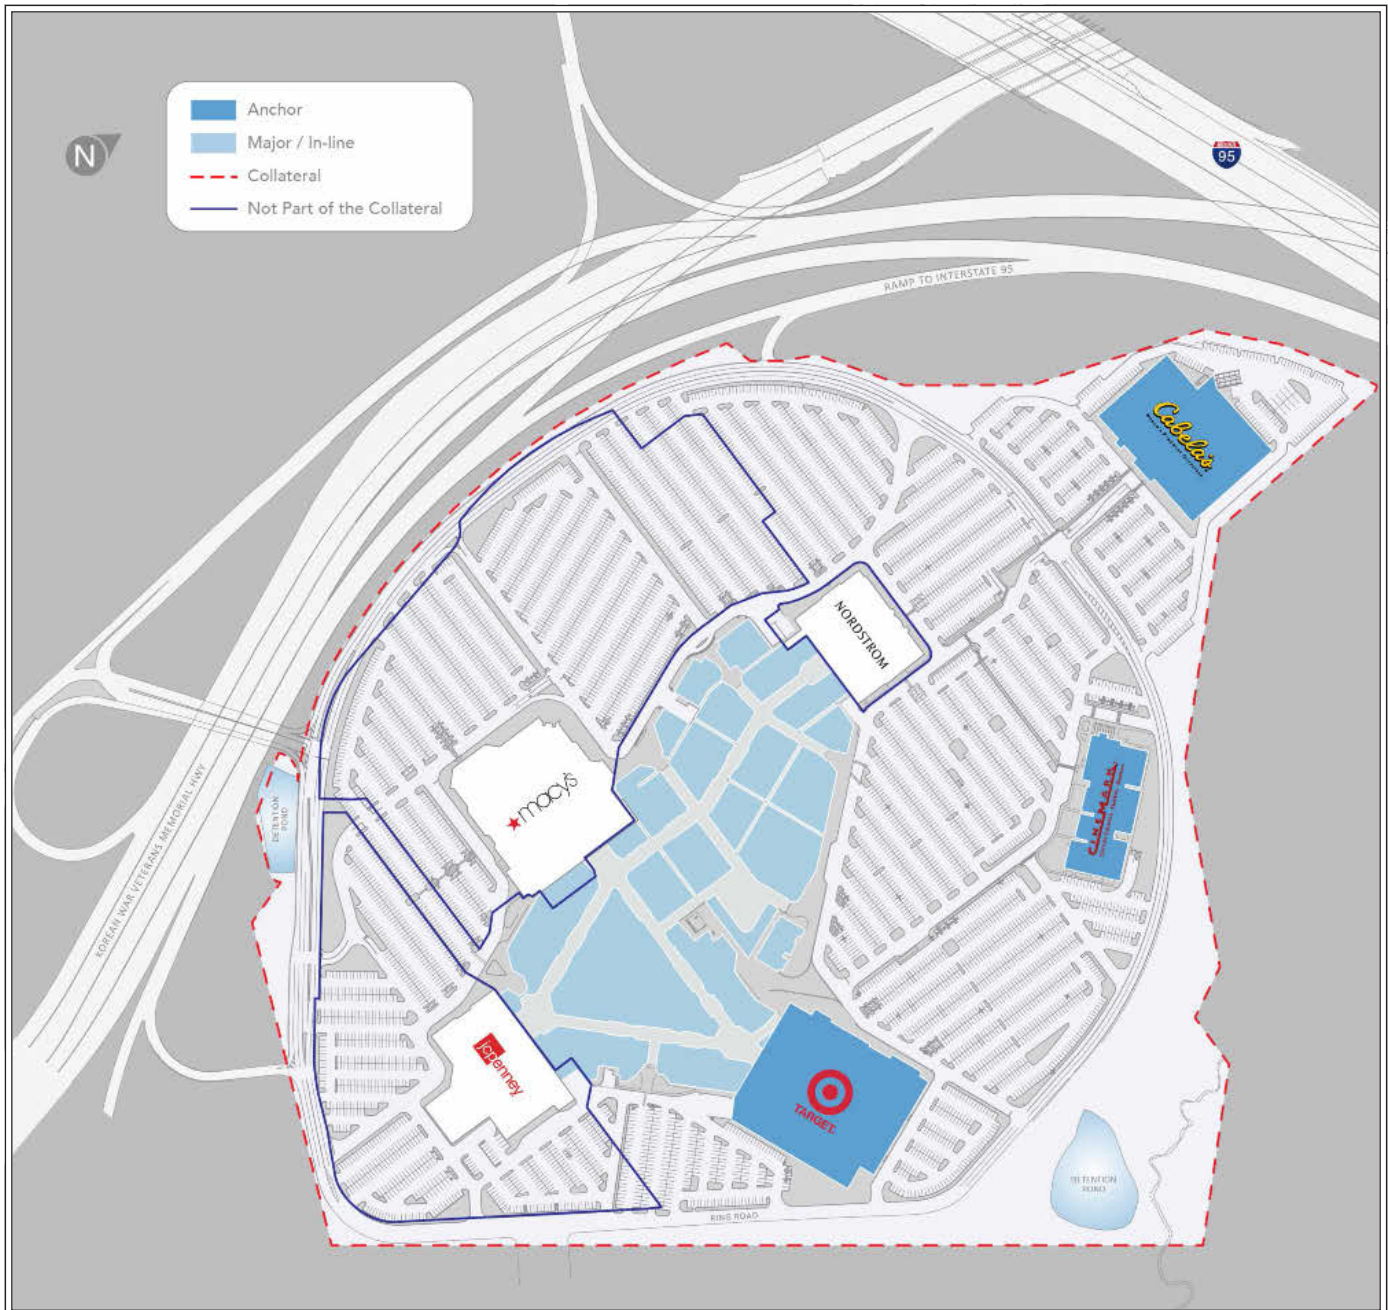 N
Anchor
Major / In-line
Collateral
Not Part of the Collateral
95
RAMP TO INTERSTATE 95
Cabela's
NORDSTROM
KOREAN WAR VETERANS MEMORIAL HWY
DETENTION
POND
macy's
CINEMARK
jcpenney
TARGET
DETENTION
POND
RING ROAD